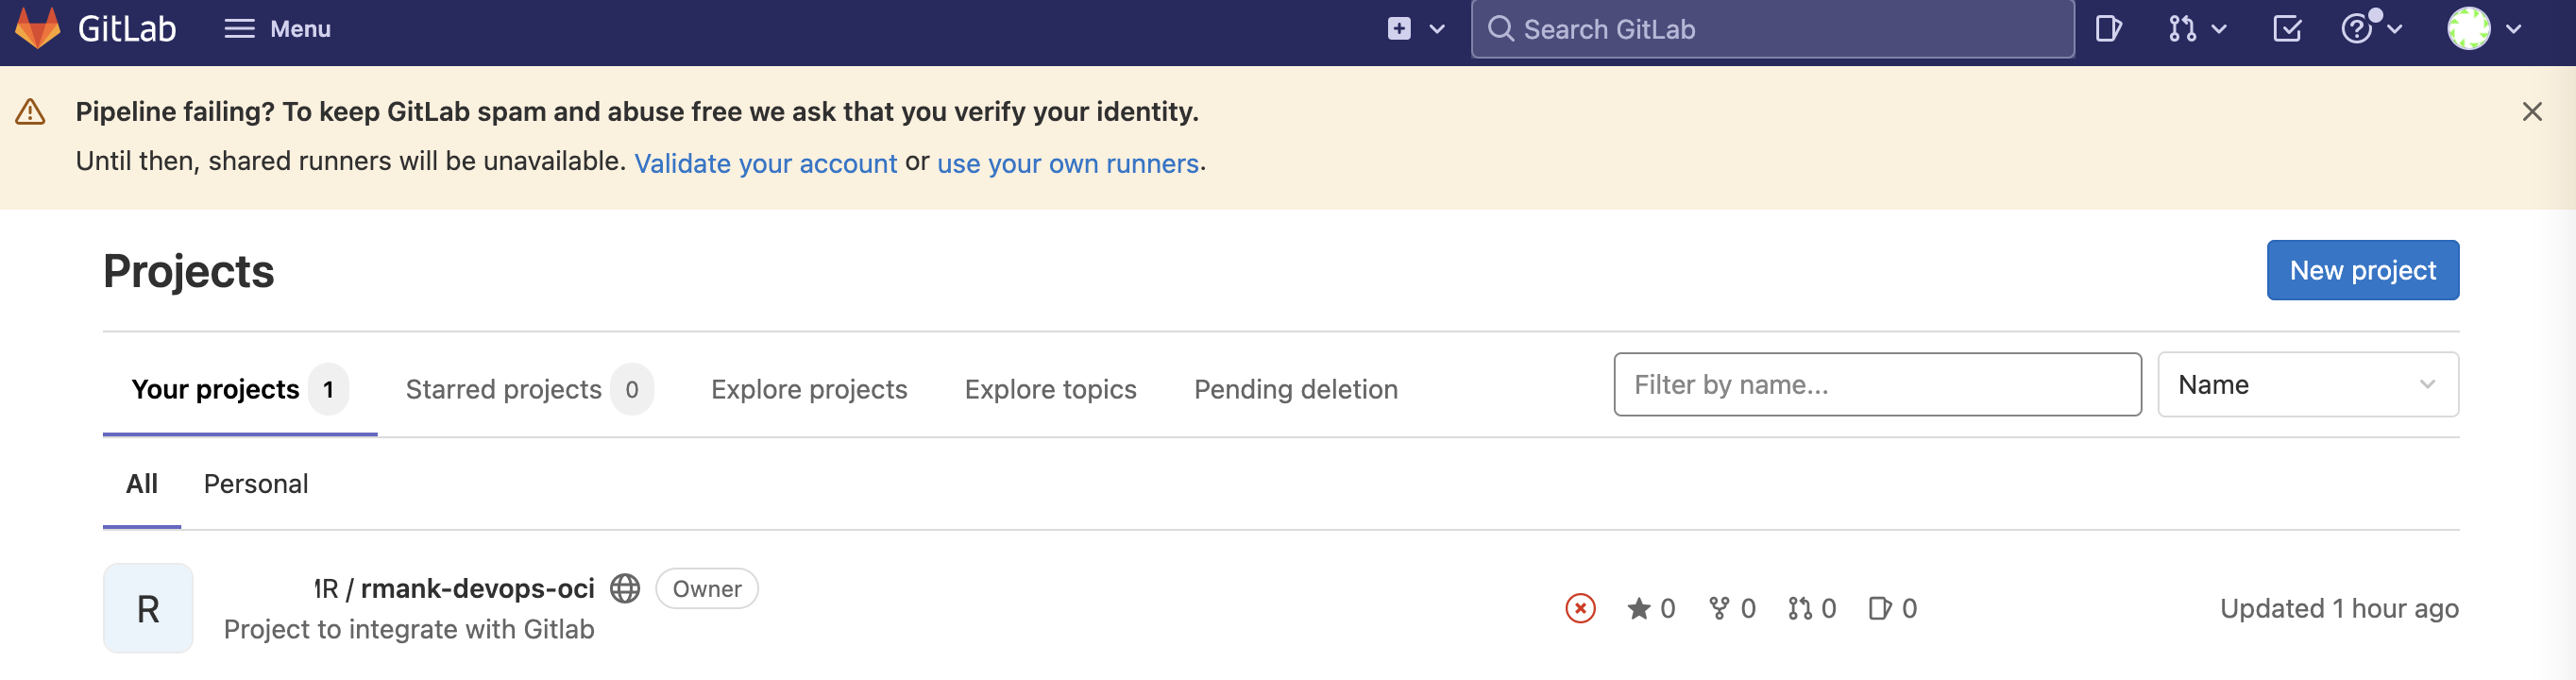 GitLab Menu Search GitLab
Pipeline failing? To keep GitLab spam and abuse free we ask that you verify your identity.
Until then, shared runners will be unavailable. Validate your account or use your own runners.
Projects New project
Your projects 1 Starred projects 0 Explore projects Explore topics Pending deletion Filter by name... Name
All Personal
R
/ rmank-devops-oci Owner
Project to integrate with Gitlab
0 0 0 0 Updated 1 hour ago